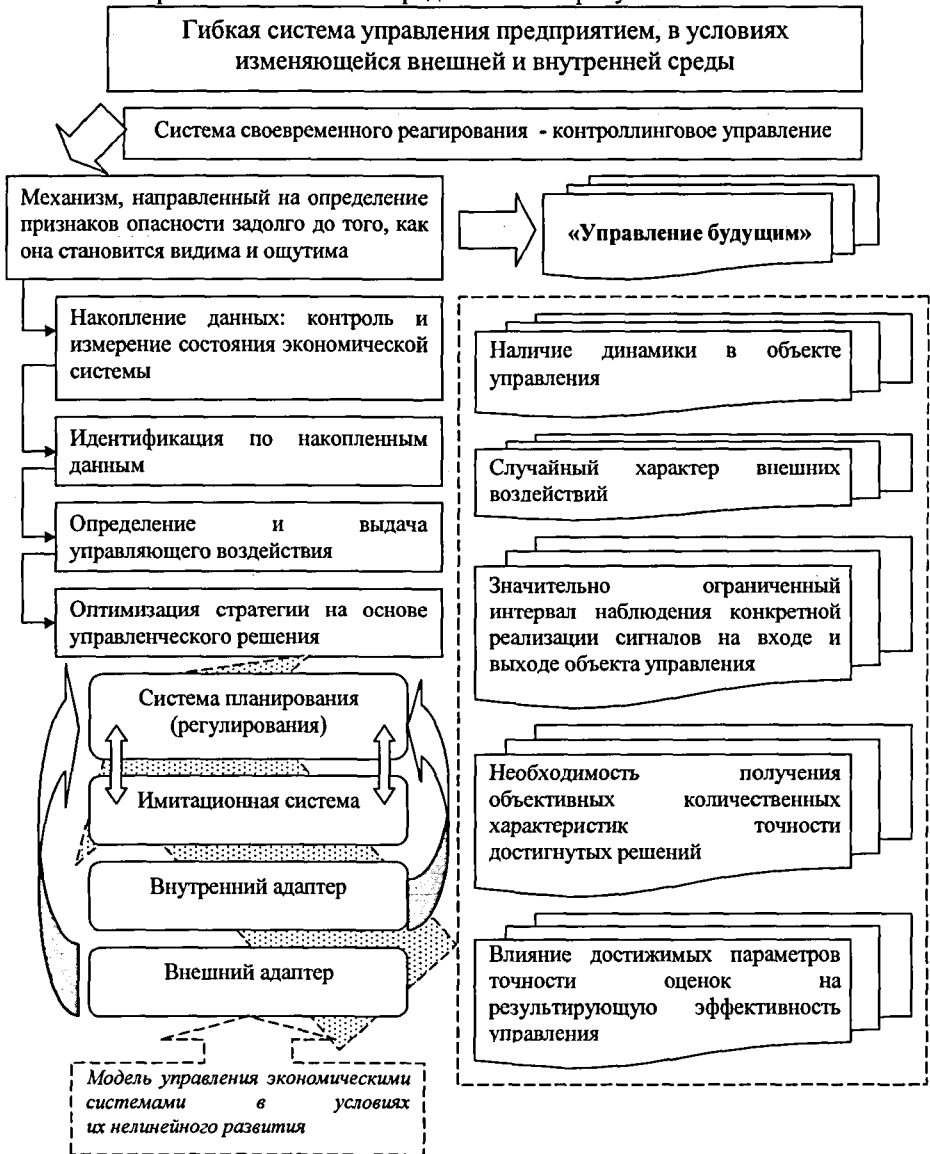 Гибкая система управления предприятием, в условиях
изменяющейся внешней и внутренней среды
Система своевременного реагирования - контроллинговое управление
Механизм, направленный на определение
признаков опасности задолго до того, как
она становится видима и ощутима
«Управление будущим»
Накопление данных: контроль и
измерение состояния экономической
системы
Идентификация по накопленным
данным
Определение и выдача
управляющего воздействия
Оптимизация стратегии на основе
управленческого решения
Система планирования
(регулирования)
Имитационная система
Внутренний адаптер
Внешний адаптер
Модель управления экономическими
системами в условиях
их нелинейного развития
Наличие динамики в объекте
управления
Случайный характер внешних
воздействий
Значительно ограниченный
интервал наблюдения конкретной
реализации сигналов на входе и
выходе объекта управления
Необходимость получения
объективных количественных
характеристик точности
достигнутых решений
Влияние достижимых параметров
точности оценок на
результирующую эффективность
управления